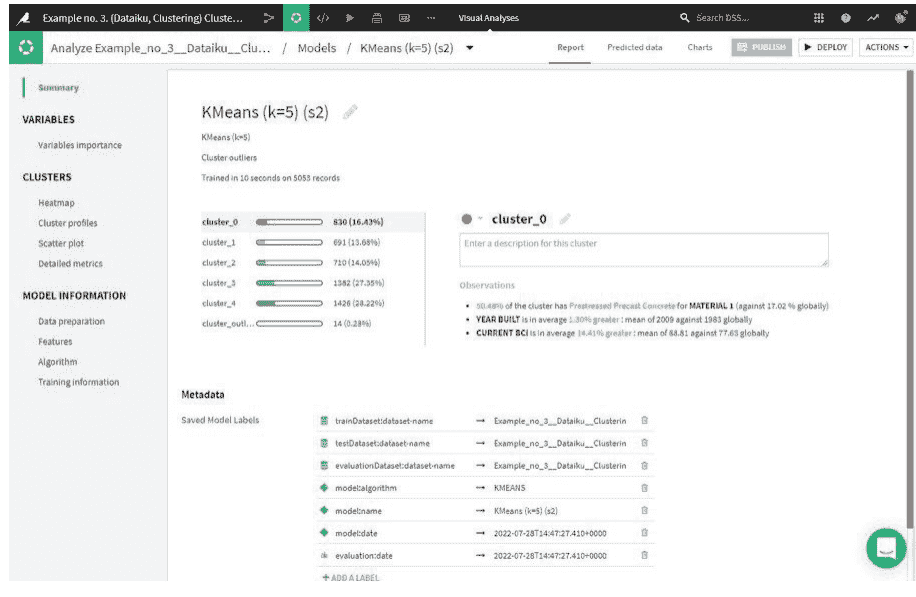 Example no. 3. (Dataiku, Clustering) Cluste... </> ... Visual Analyses Search DSS...
Analyze Example_no_3__Dataiku__Clu... / Models / KMeans (k=5) (s2) Report Predicted data Charts PUBLISH DEPLOY ACTIONS
Summary
VARIABLES
Variables importance
CLUSTERS
Heatmap
Cluster profiles
Scatter plot
Detailed metrics
MODEL INFORMATION
Data preparation
Features
Algorithm
Training information
KMeans (k=5) (s2)
KMeans (k=5)
Cluster outliers
Trained in 10 seconds on 5053 records
cluster_0 830 (16.43%)
cluster_1 691 (13.68%)
cluster_2 710 (14.05%)
cluster_3 1382 (27.35%)
cluster_4 1426 (28.22%)
cluster_outl... 14 (0.28%)
cluster_0
Enter a description for this cluster
Observations
50.48% of the cluster has Prestressed Precast Concrete for MATERIAL 1 (against 17.02 % globally)
YEAR BUILT is in average 1.30% greater : mean of 2009 against 1983 globally
CURRENT BCI is in average 14.41% greater : mean of 88.81 against 77.63 globally
Metadata
Saved Model Labels
trainDataset:dataset-name → Example_no_3__Dataiku__Clusterin
testDataset:dataset-name → Example_no_3__Dataiku__Clusterin
evaluationDataset:dataset-name → Example_no_3__Dataiku__Clusterin
model:algorithm → KMEANS
model:name → KMeans (k=5) (s2)
model:date → 2022-07-28T14:47:27.410+0000
evaluation:date → 2022-07-28T14:47:27.410+0000
+ ADD A LABEL